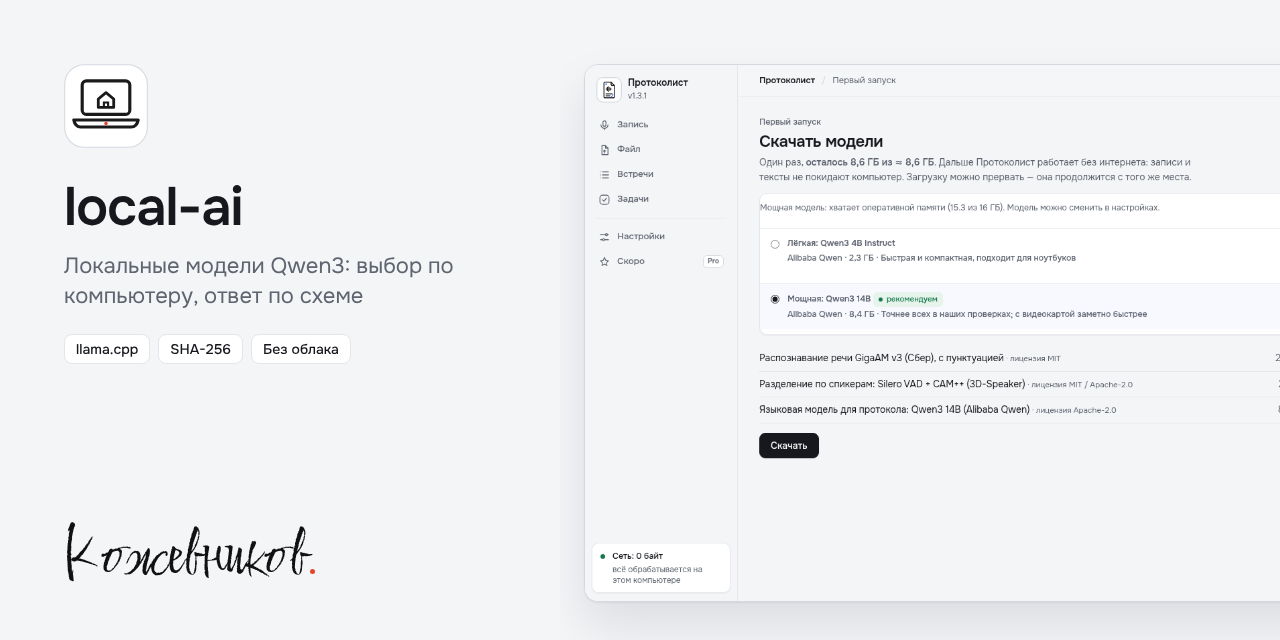 local-ai
Локальные модели Qwen3: выбор по
компьютеру, ответ по схеме
llama.cpp SHA-256 Без облака
Кожевников.
Протоколист
v1.3.1
Запись
Файл
Встречи
Задачи
Настройки
Скоро Pro
Сеть: 0 байт
всё обрабатывается на
этом компьютере
Протоколист / Первый запуск
Первый запуск
Скачать модели
Один раз, осталось 8,6 ГБ из ≈ 8,6 ГБ. Дальше Протоколист работает без интернета: записи и
тексты не покидают компьютер. Загрузку можно прервать — она продолжится с того же места.
Мощная модель: хватает оперативной памяти (15.3 из 16 ГБ). Модель можно сменить в настройках.
Лёгкая: Qwen3 4B Instruct
Alibaba Qwen · 2,3 ГБ · Быстрая и компактная, подходит для ноутбуков
Мощная: Qwen3 14B рекомендуем
Alibaba Qwen · 8,4 ГБ · Точнее всех в наших проверках; с видеокартой заметно быстрее
Распознавание речи GigaAM v3 (Сбер), с пунктуацией · лицензия MIT
Разделение по спикерам: Silero VAD + CAM++ (3D-Speaker) · лицензия MIT / Apache-2.0
Языковая модель для протокола: Qwen3 14B (Alibaba Qwen) · лицензия Apache-2.0
Скачать